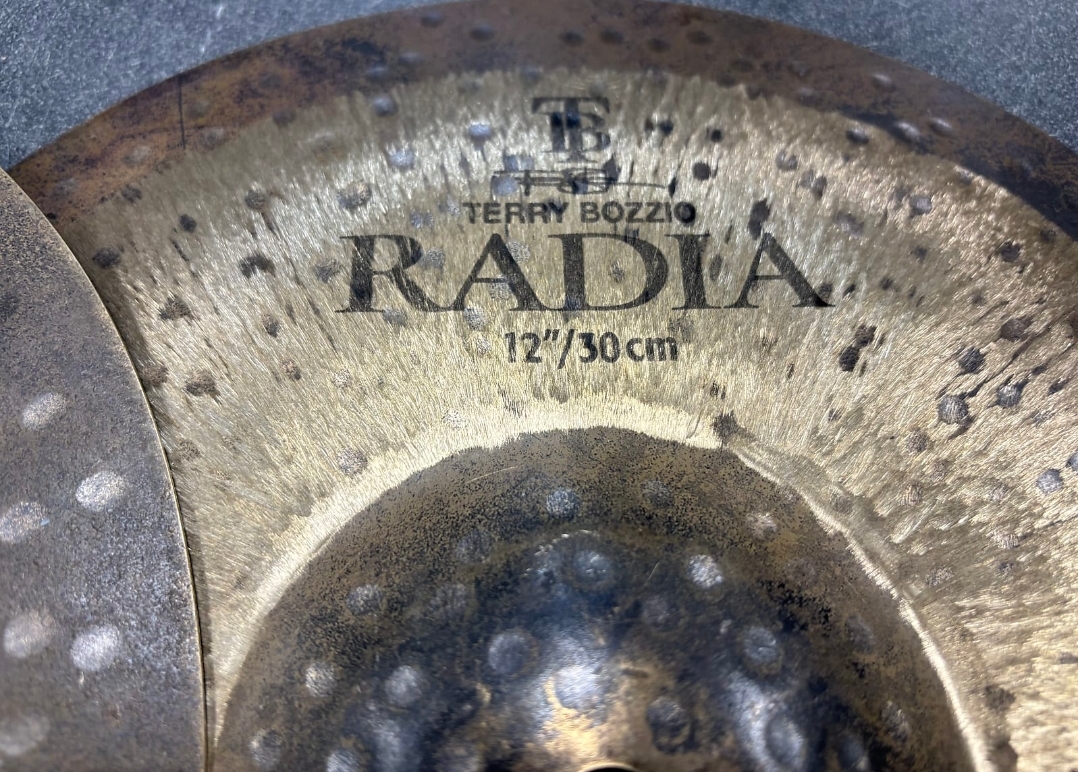 TB
TERRY BOZZIO
RADIA
12"/30cm